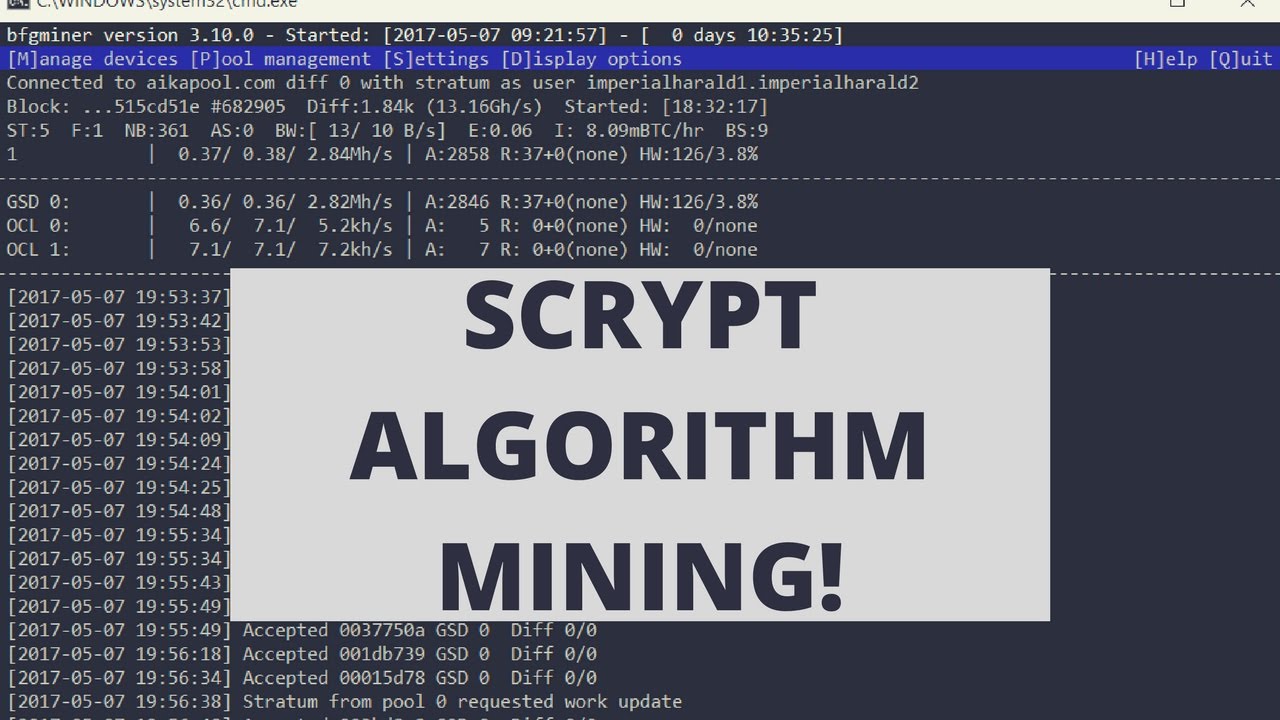 C:\WINDOWS\system32\cmd.exe
bfgminer version 3.10.0 - Started: [2017-05-07 09:21:57] - [  0 days 10:35:25]
[M]anage devices [P]ool management [S]ettings [D]isplay options [H]elp [Q]uit
Connected to aikapool.com diff 0 with stratum as user imperialharald1.imperialharald2
Block: ...515cd51e #682905  Diff:1.84k (13.16Gh/s)  Started: [18:32:17]
ST:5  F:1  NB:361  AS:0  BW:[ 13/ 10 B/s]  E:0.06  I: 8.09mBTC/hr  BS:9
1 |  0.37/ 0.38/ 2.84Mh/s | A:2858 R:37+0(none) HW:126/3.8%
GSD 0: |  0.36/ 0.36/ 2.82Mh/s | A:2846 R:37+0(none) HW:126/3.8%
OCL 0: |   6.6/  7.1/  5.2kh/s | A:   5 R: 0+0(none) HW:  0/none
OCL 1: |   7.1/  7.1/  7.2kh/s | A:   7 R: 0+0(none) HW:  0/none
[2017-05-07 19:53:37]
[2017-05-07 19:53:42]
[2017-05-07 19:53:53]
[2017-05-07 19:53:58]
[2017-05-07 19:54:01]
[2017-05-07 19:54:02]
[2017-05-07 19:54:09]
[2017-05-07 19:54:24]
[2017-05-07 19:54:25]
[2017-05-07 19:54:48]
[2017-05-07 19:55:34]
[2017-05-07 19:55:34]
[2017-05-07 19:55:43]
[2017-05-07 19:55:49]
SCRYPT
ALGORITHM
MINING!
[2017-05-07 19:55:49] Accepted 0037750a GSD 0  Diff 0/0
[2017-05-07 19:56:18] Accepted 001db739 GSD 0  Diff 0/0
[2017-05-07 19:56:34] Accepted 00015d78 GSD 0  Diff 0/0
[2017-05-07 19:56:38] Stratum from pool 0 requested work update